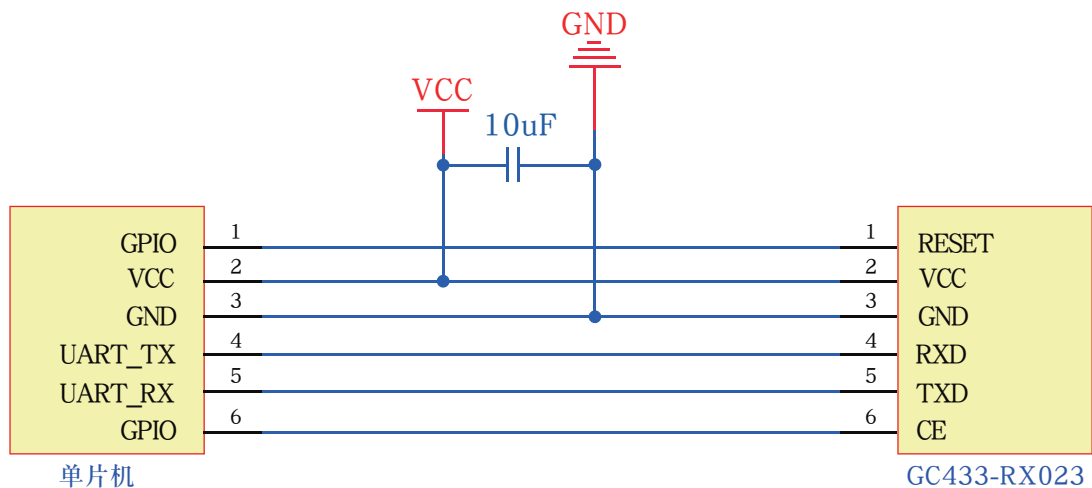 GND
VCC
10uF
GPIO 1 1 RESET
VCC 2 2 VCC
GND 3 3 GND
UART_TX 4 4 RXD
UART_RX 5 5 TXD
GPIO 6 6 CE
单片机 GC433-RX023